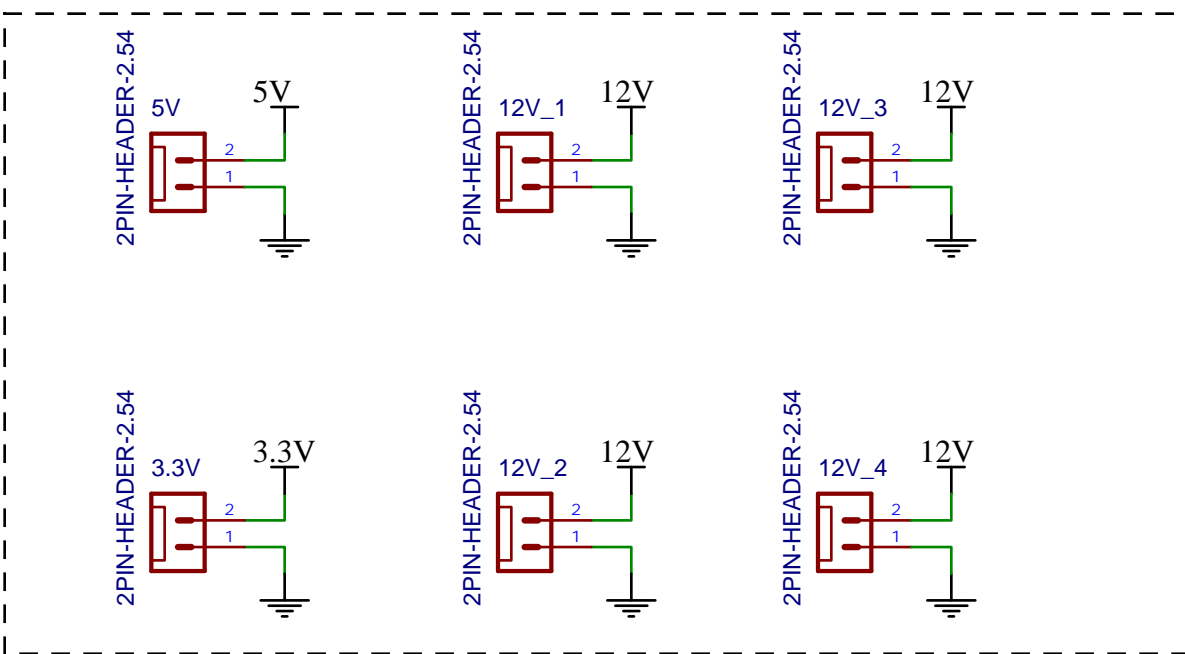 2PIN-HEADER-2.54
5V
5V
2
1
2PIN-HEADER-2.54
12V_1
12V
2
1
2PIN-HEADER-2.54
12V_3
12V
2
1
2PIN-HEADER-2.54
3.3V
3.3V
2
1
2PIN-HEADER-2.54
12V_2
12V
2
1
2PIN-HEADER-2.54
12V_4
12V
2
1